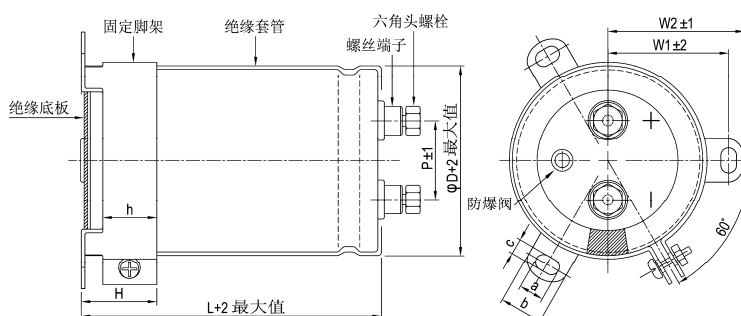 固定脚架
绝缘套管
六角头螺栓
螺丝端子
绝缘底板
h
H
L+2 最大值
P±1
φD+2 最大值
W2±1
W1±2
+
−
防爆阀
60°
c
a
b